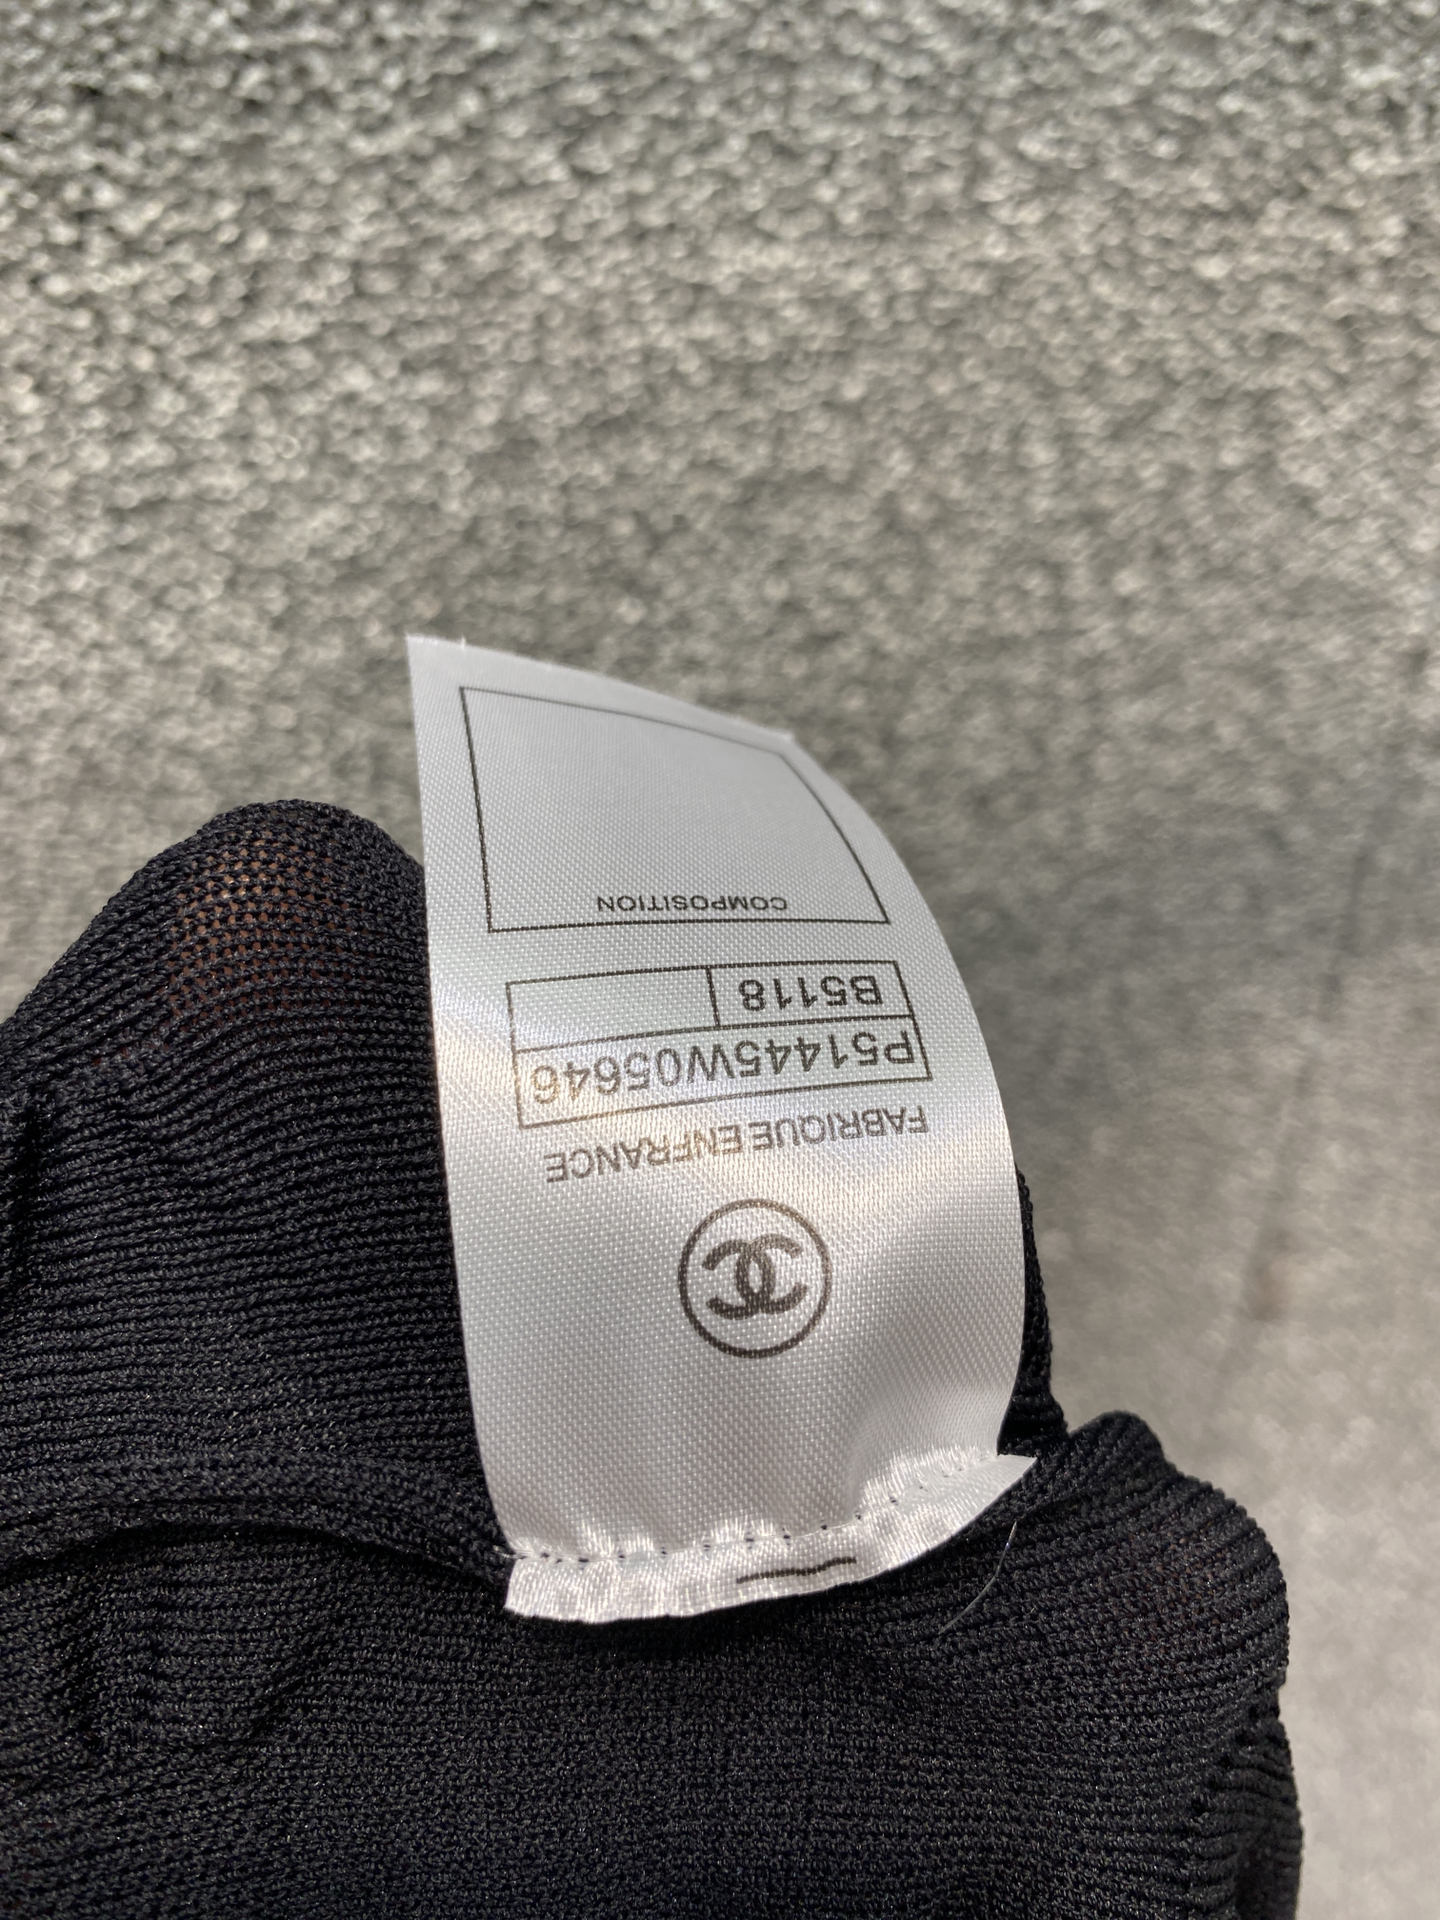 FABRIQUE ENFRANCE
P51445W05646
B5118
COMPOSITION